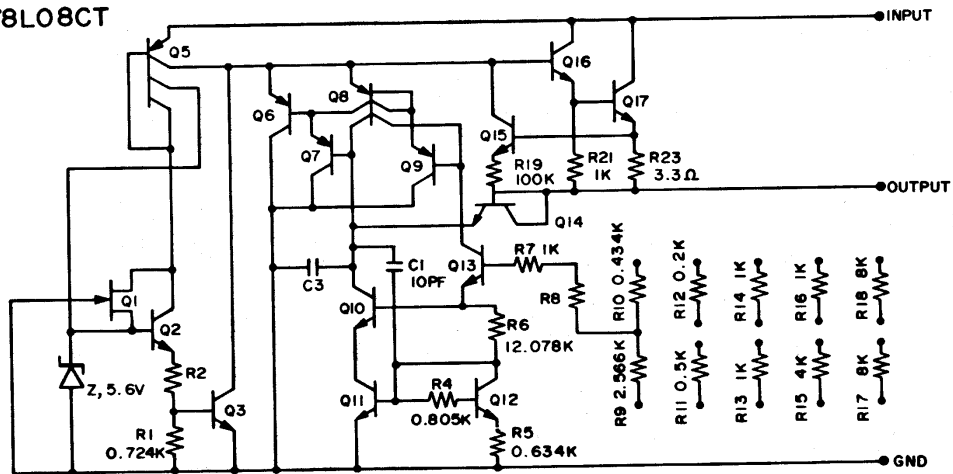 78L08CT
INPUT
Q5
Q16
Q8
Q6
Q17
Q15
Q7
Q9
R19
100K
R21
1K
R23
3.3Ω
OUTPUT
Q14
R7 1K
C1
10PF
Q13
R8
C3
Q1
Q10
R10 0.434K
R12 0.2K
R14 1K
R16 1K
R18 8K
Q2
R6
12.078K
Z, 5.6V
R2
R4
0.805K
Q12
Q11
Q3
R9 2.566K
R11 0.5K
R13 1K
R15 4K
R17 8K
R1
0.724K
R5
0.634K
GND